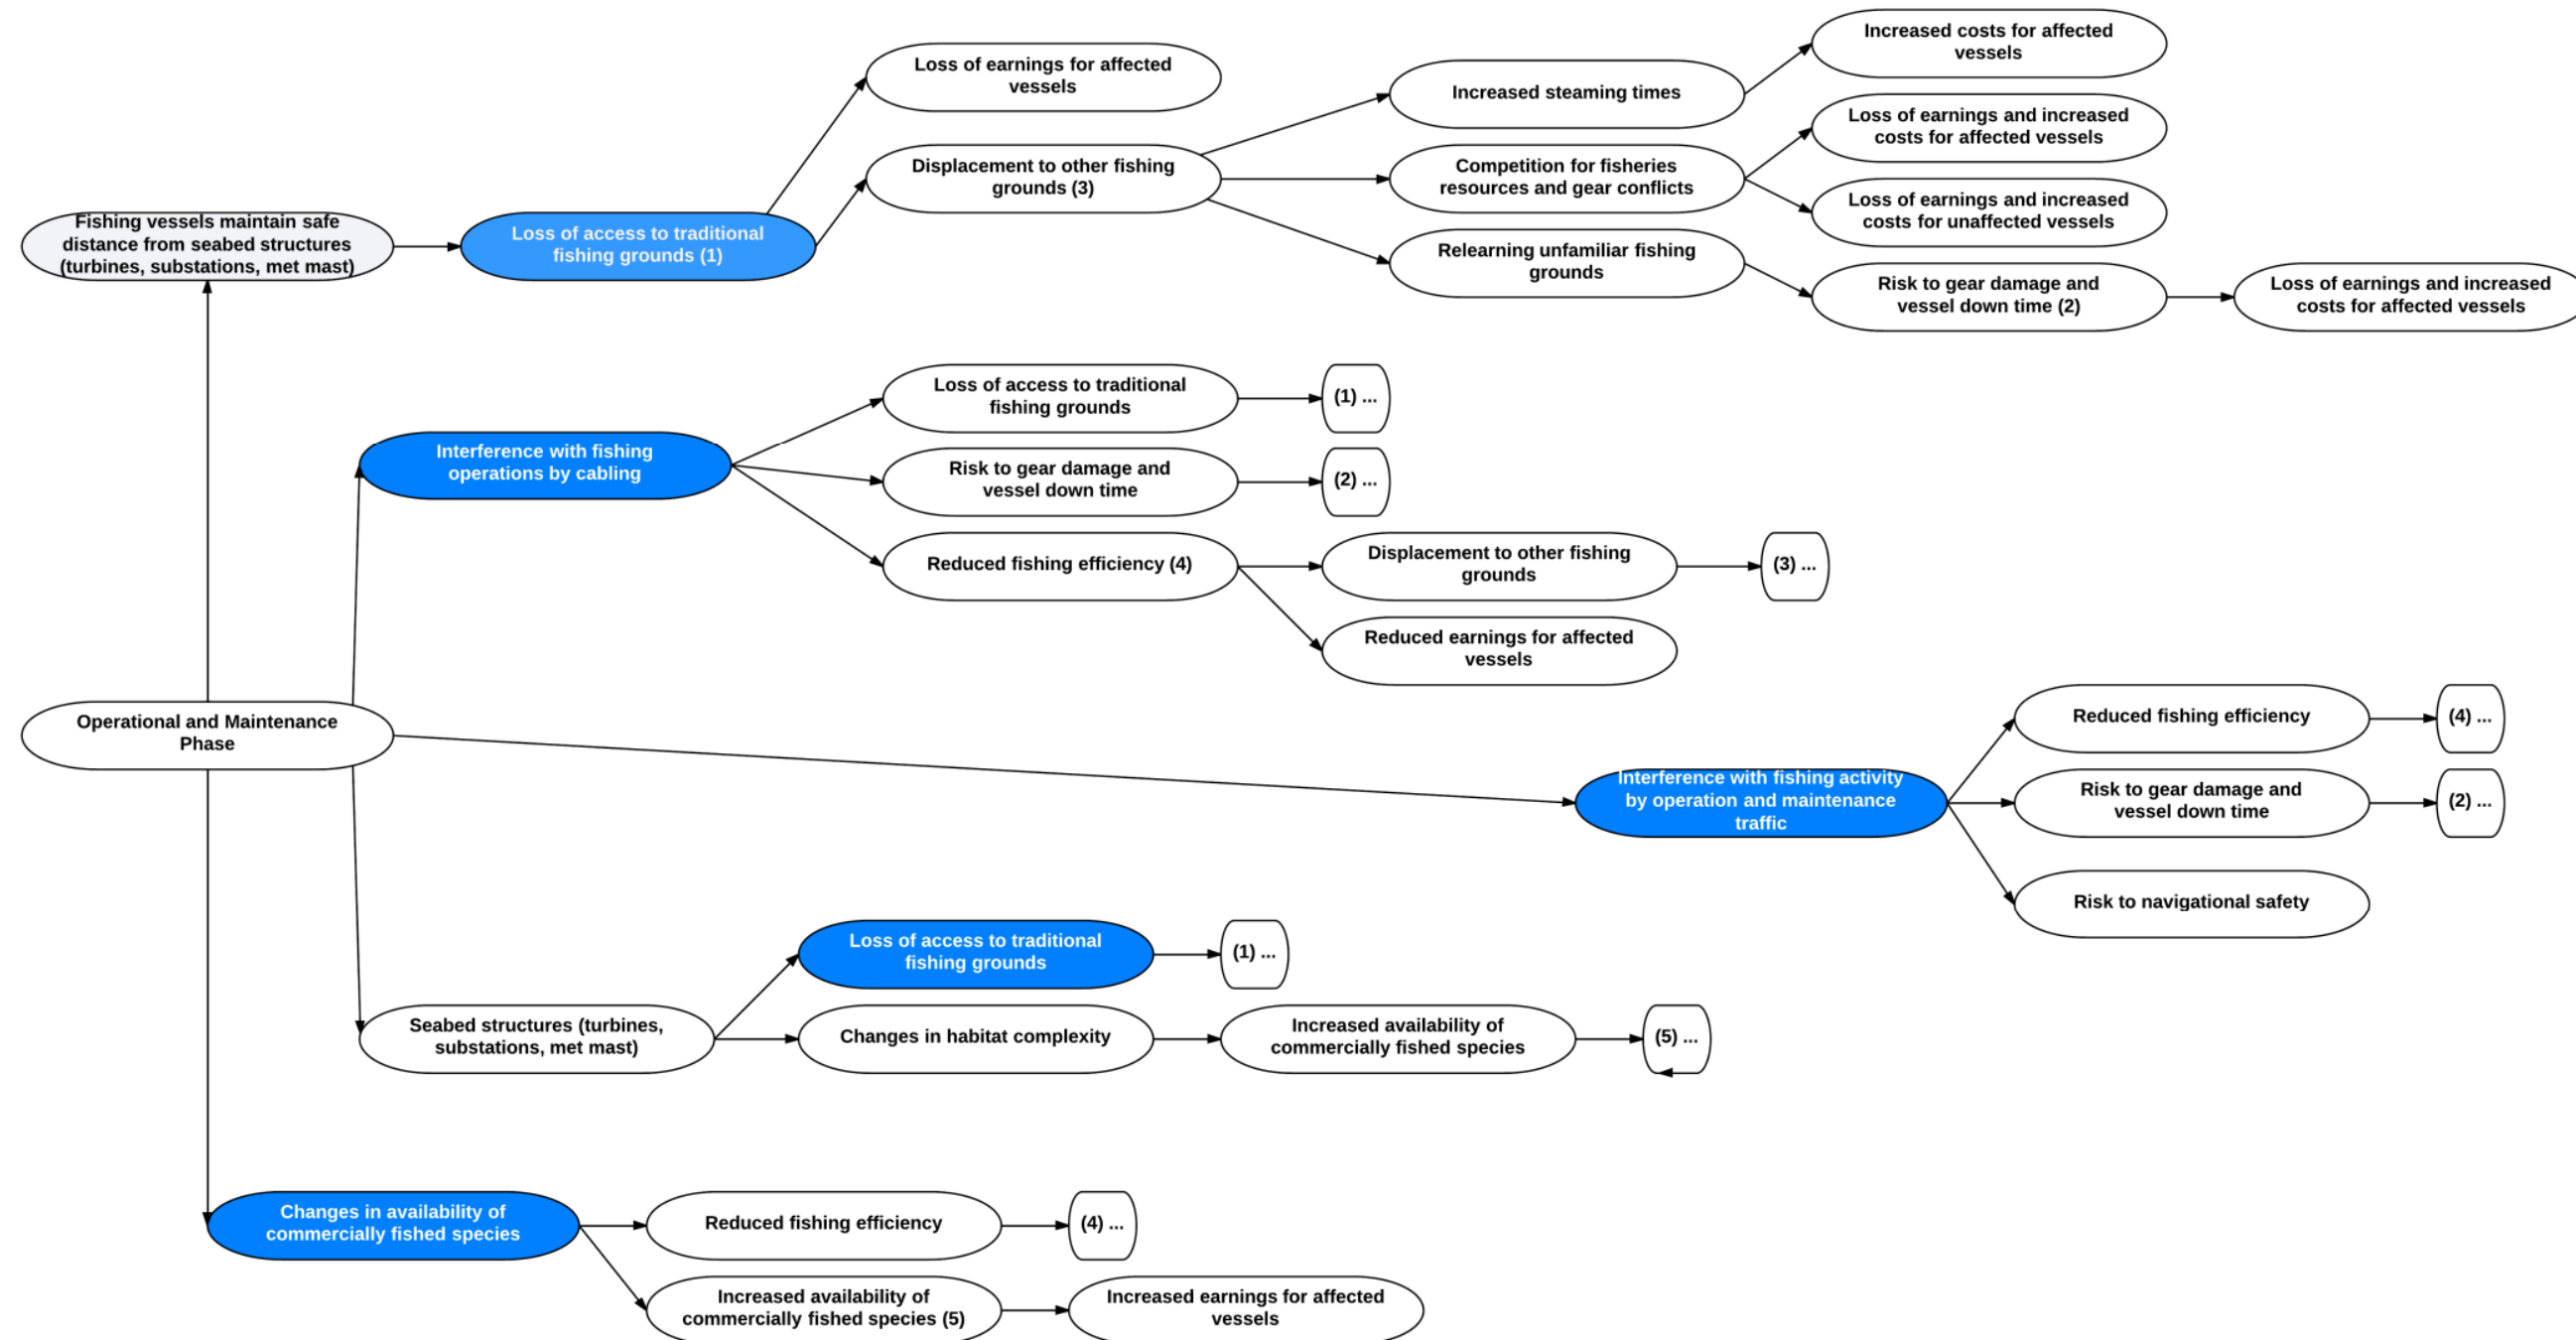 Increased costs for affected
vessels
Loss of earnings for affected
vessels
Increased steaming times
Loss of earnings and increased
costs for affected vessels
Displacement to other fishing
grounds (3)
Competition for fisheries
resources and gear conflicts
Loss of earnings and increased
costs for unaffected vessels
Fishing vessels maintain safe
distance from seabed structures
(turbines, substations, met mast)
Loss of access to traditional
fishing grounds (1)
Relearning unfamiliar fishing
grounds
Risk to gear damage and
vessel down time (2)
Loss of earnings and increased
costs for affected vessels
Loss of access to traditional
fishing grounds
(1) ...
Interference with fishing
operations by cabling
Risk to gear damage and
vessel down time
(2) ...
Reduced fishing efficiency (4)
Displacement to other fishing
grounds
(3) ...
Reduced earnings for affected
vessels
Operational and Maintenance
Phase
Reduced fishing efficiency
(4) ...
Interference with fishing activity
by operation and maintenance
traffic
Risk to gear damage and
vessel down time
(2) ...
Risk to navigational safety
Loss of access to traditional
fishing grounds
(1) ...
Seabed structures (turbines,
substations, met mast)
Changes in habitat complexity
Increased availability of
commercially fished species
(5) ...
Changes in availability of
commercially fished species
Reduced fishing efficiency
(4) ...
Increased availability of
commercially fished species (5)
Increased earnings for affected
vessels